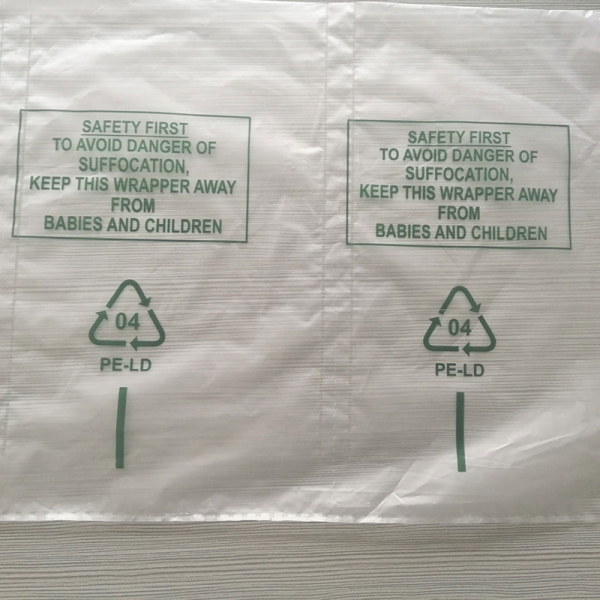 SAFETY FIRST
TO AVOID DANGER OF
SUFFOCATION,
KEEP THIS WRAPPER AWAY
FROM
BABIES AND CHILDREN
04
PE-LD
SAFETY FIRST
TO AVOID DANGER OF
SUFFOCATION,
KEEP THIS WRAPPER AWAY
FROM
BABIES AND CHILDREN
04
PE-LD